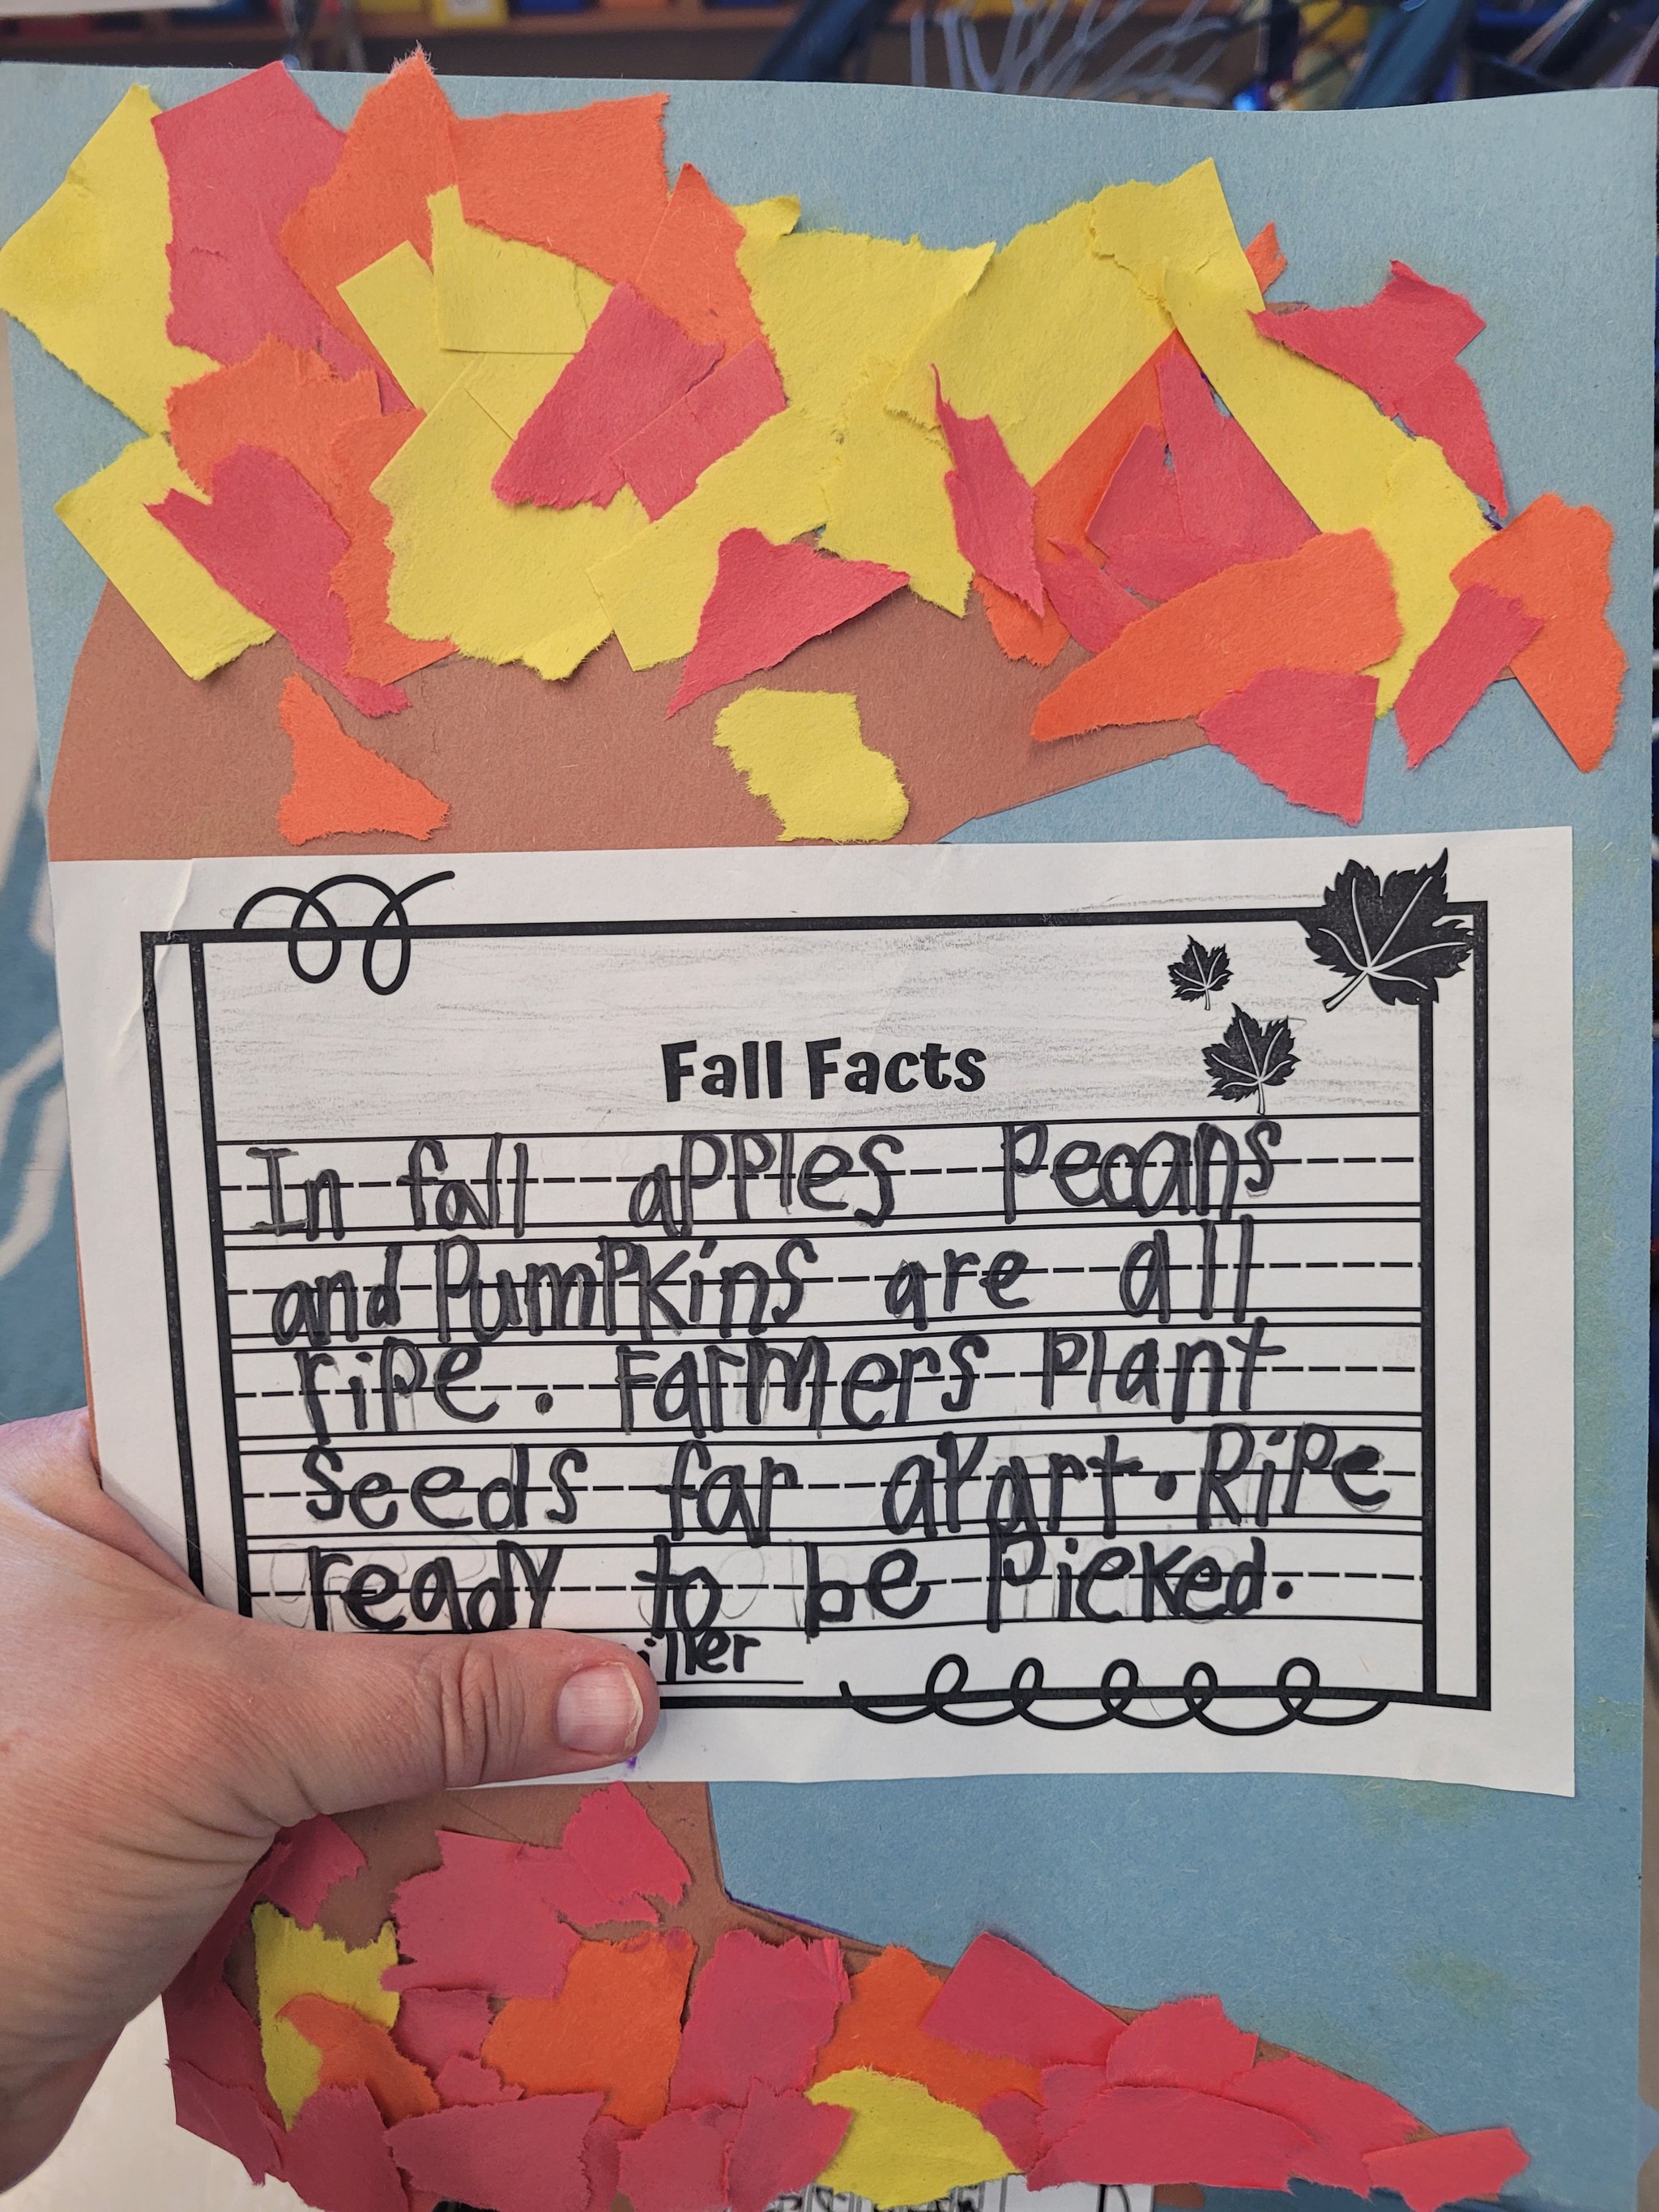 Fall Facts
In fall apples Pecans
and Pumpkins are all
ripe. Farmers Plant
seeds far apart. Ripe
ready to be Picked.
iller